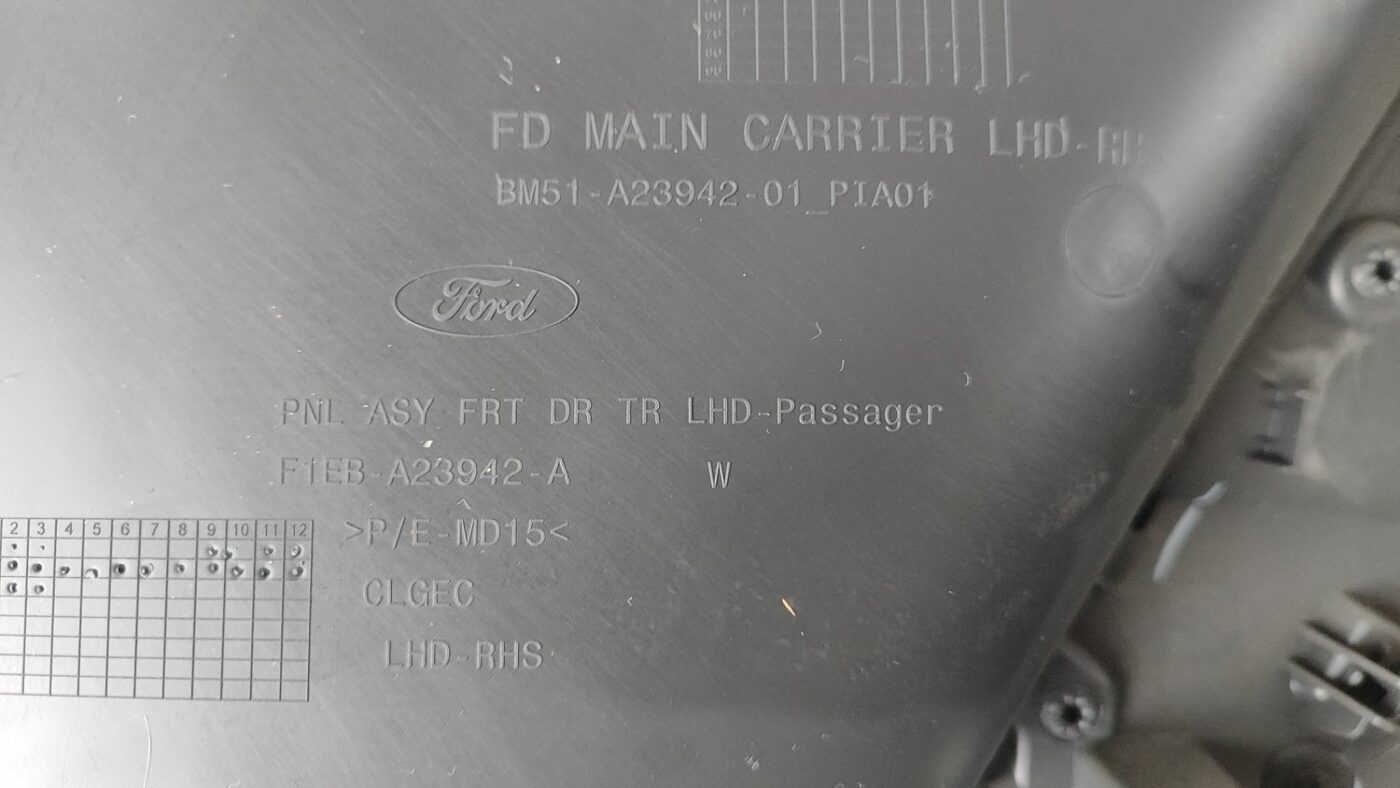 FD MAIN CARRIER LHD-RHS
BM51-A23942-01_PIA01
Ford
PNL ASY FRT DR TR LHD-Passager
F1EB-A23942-A W
>P/E-MD15<
CLGEC
LHD-RHS
2 3 4 5 6 7 8 9 10 11 12